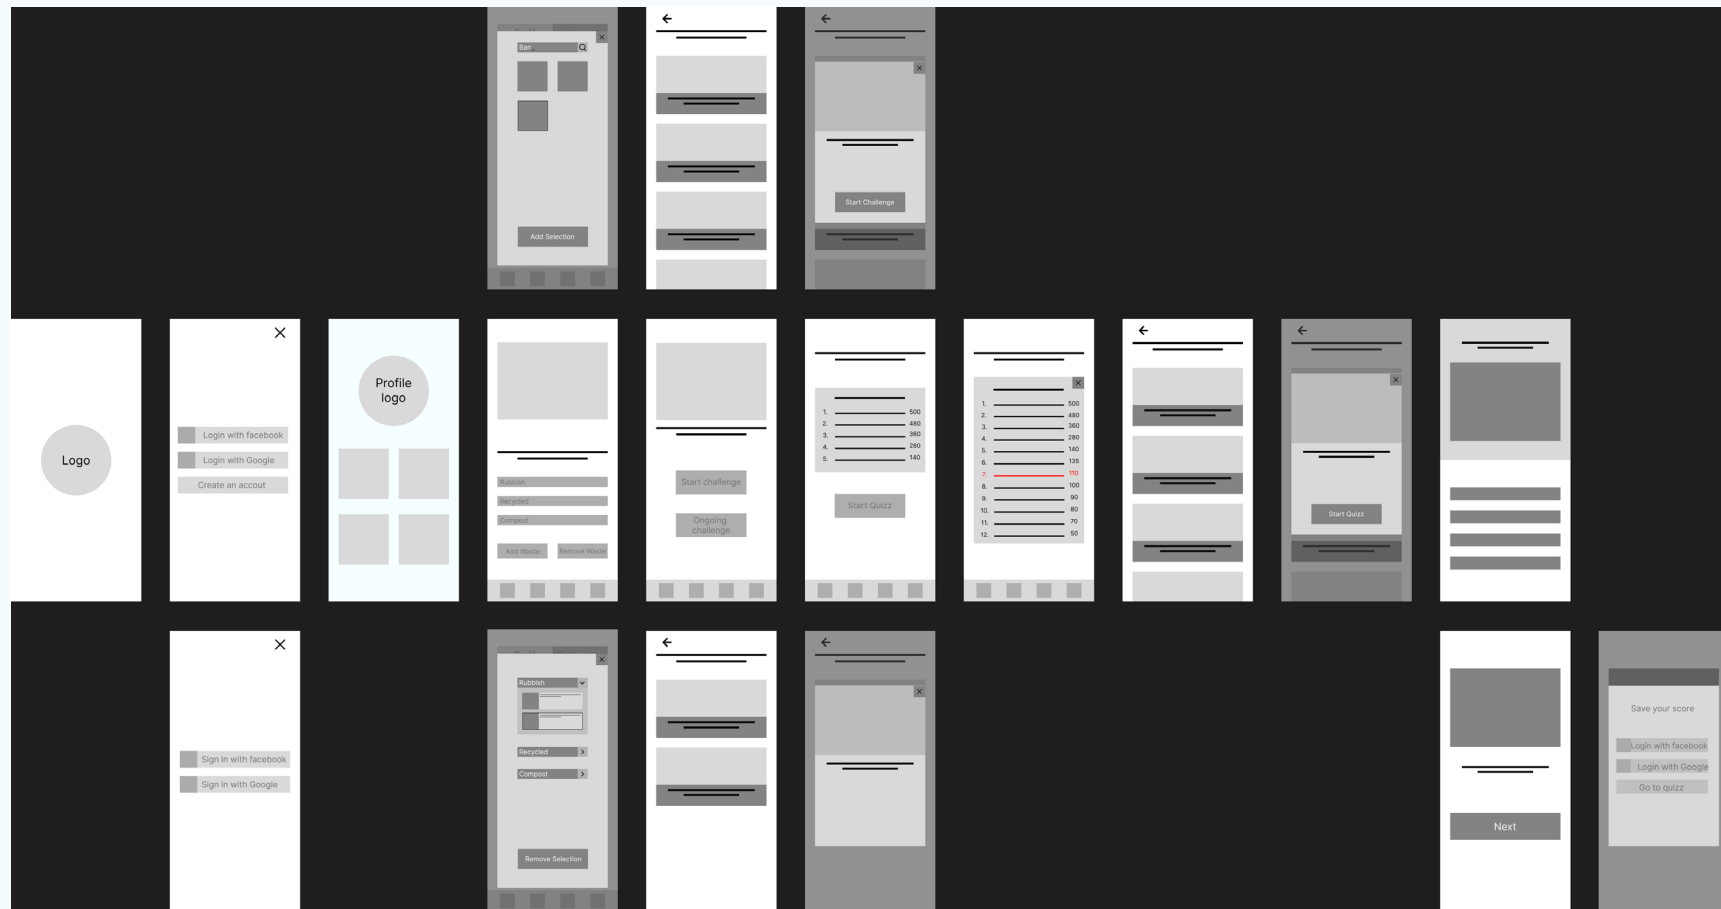 Ban
Add Selection
Start Challenge
Logo
Login with facebook
Login with Google
Create an accout
Profile
logo
Rubbish
Recycled
Compost
Add Waste
Remove Waste
Start challenge
Ongoing
challenge
1. 500
2. 480
3. 360
4. 280
5. 140
Start Quizz
1. 500
2. 480
3. 360
4. 280
5. 140
6. 135
7. 110
8. 100
9. 90
10. 80
11. 70
12. 50
Start Quizz
Sign in with facebook
Sign in with Google
Rubbish
Recycled
Compost
Remove Selection
Next
Save your score
Login with facebook
Login with Google
Go to quizz